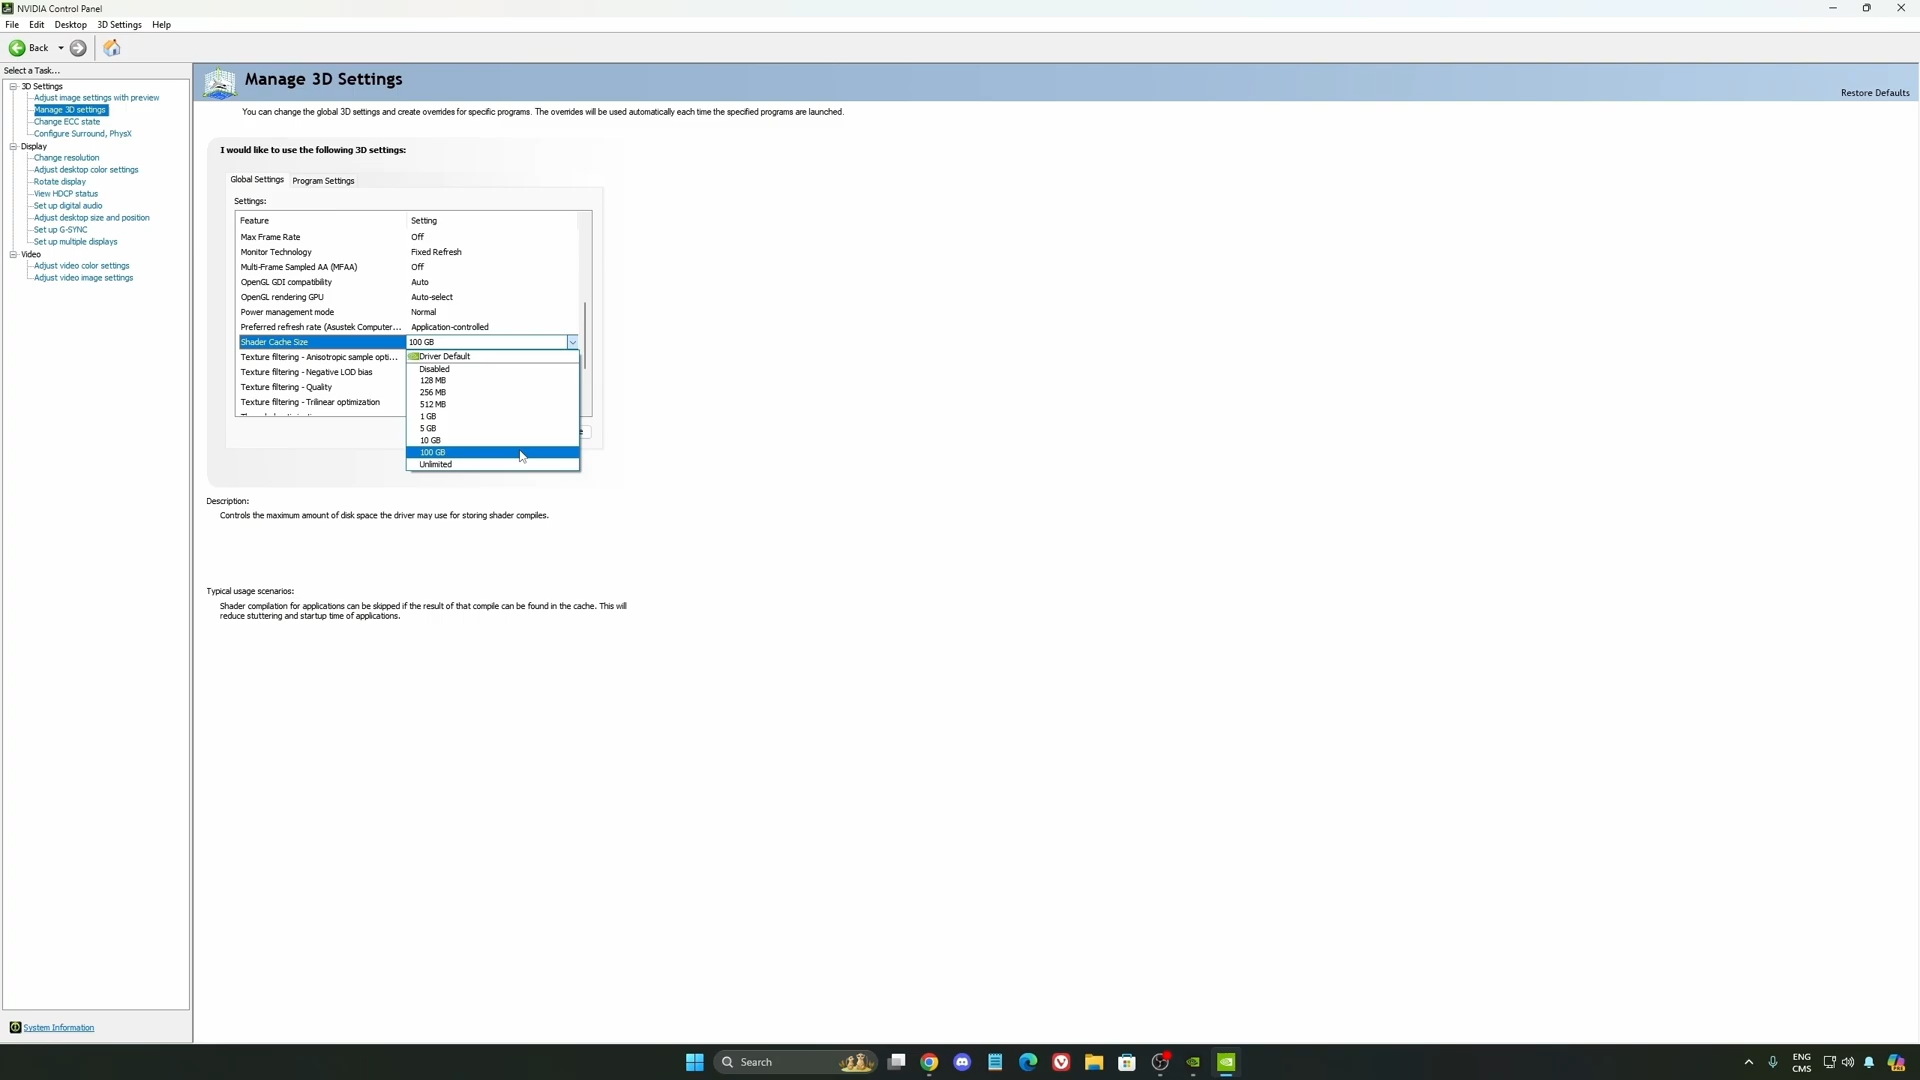 NVIDIA Control Panel
File Edit Desktop 3D Settings Help
Back
Select a Task...
3D Settings
Adjust image settings with preview
Manage 3D settings
Change ECC state
Configure Surround, PhysX
Display
Change resolution
Adjust desktop color settings
Rotate display
View HDCP status
Set up digital audio
Adjust desktop size and position
Set up G-SYNC
Set up multiple displays
Video
Adjust video color settings
Adjust video image settings
System Information
Manage 3D Settings
Restore Defaults
You can change the global 3D settings and create overrides for specific programs. The overrides will be used automatically each time the specified programs are launched.
I would like to use the following 3D settings:
Global Settings Program Settings
Settings:
Feature Setting
Max Frame Rate Off
Monitor Technology Fixed Refresh
Multi-Frame Sampled AA (MFAA) Off
OpenGL GDI compatibility Auto
OpenGL rendering GPU Auto-select
Power management mode Normal
Preferred refresh rate (Asustek Computer... Application-controlled
Shader Cache Size 100 GB
Texture filtering - Anisotropic sample opti...
Texture filtering - Negative LOD bias
Texture filtering - Quality
Texture filtering - Trilinear optimization
Driver Default
Disabled
128 MB
256 MB
512 MB
1 GB
5 GB
10 GB
100 GB
Unlimited
Description:
Controls the maximum amount of disk space the driver may use for storing shader compiles.
Typical usage scenarios:
Shader compilation for applications can be skipped if the result of that compile can be found in the cache. This will
reduce stuttering and startup time of applications.
Search
ENG
CMS